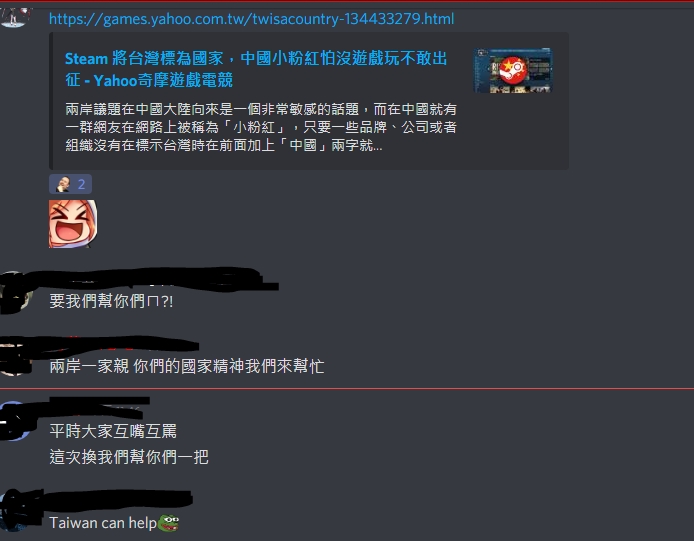 https://games.yahoo.com.tw/twisacountry-134433279.html
Steam 將台灣標為國家，中國小粉紅怕沒遊戲玩不敢出
征 - Yahoo奇摩遊戲電競
兩岸議題在中國大陸向來是一個非常敏感的話題，而在中國就有
一群網友在網路上被稱為「小粉紅」，只要一些品牌、公司或者
組織沒有在標示台灣時在前面加上「中國」兩字就...
2
要我們幫你們ㄇ?!
兩岸一家親 你們的國家精神我們來幫忙
平時大家互嘴互罵
這次換我們幫你們一把
Taiwan can help